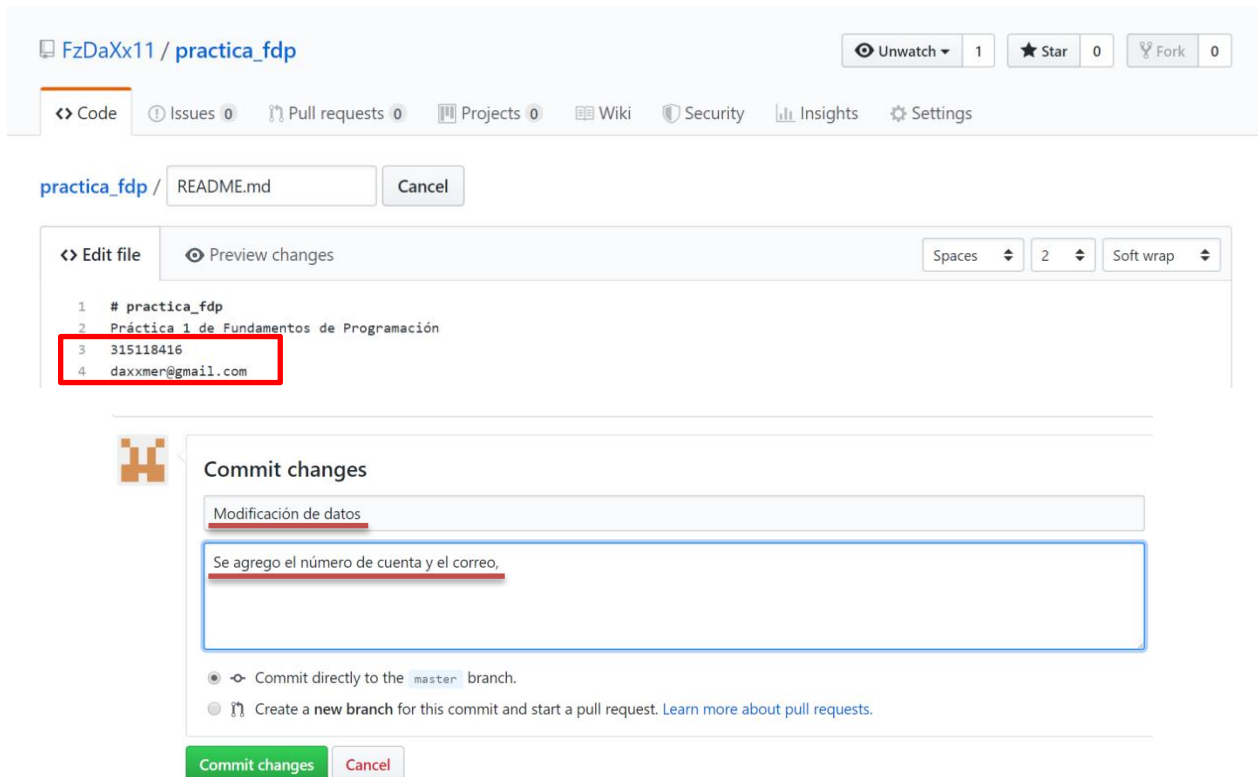 FzDaXx11 / practica_fdp
Unwatch 1 Star 0 Fork 0
Code Issues 0 Pull requests 0 Projects 0 Wiki Security Insights Settings
practica_fdp / README.md Cancel
Edit file Preview changes Spaces 2 Soft wrap
1 # practica_fdp
2 Práctica 1 de Fundamentos de Programación
3 315118416
4 daxxmer@gmail.com
Commit changes
Modificación de datos
Se agrego el número de cuenta y el correo,
Commit directly to the master branch.
Create a new branch for this commit and start a pull request. Learn more about pull requests.
Commit changes Cancel